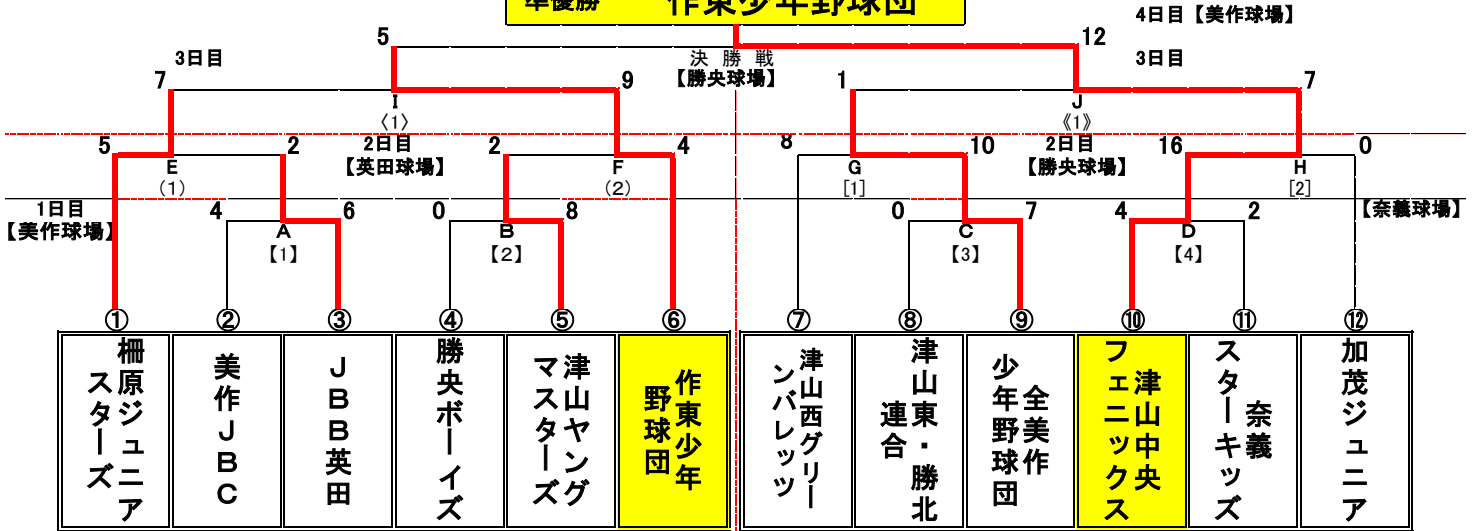 準優勝 作東少年野球団
4日目【美作球場】
5 12
3日目 決勝戦 3日目
【勝央球場】
7 9 1 7
I J
〈1〉 《1》
5 2 2日目 2 4 8 10 2日目 16 0
【英田球場】 【勝央球場】
E F G H
(1) (2) [1] [2]
1日目 4 6 0 8 0 7 4 2 【奈義球場】
【美作球場】
A B C D
【1】 【2】 【3】 【4】
① ② ③ ④ ⑤ ⑥ ⑦ ⑧ ⑨ ⑩ ⑪ ⑫
柵原ジュニア
スターズ
美作JBC
JBB英田
勝央ボーイズ
津山ヤング
マスターズ
作東少年
野球団
津山西グリー
ンバレッツ
津山東・勝北
連合
全美作
少年野球団
津山中央
フェニックス
奈義
スターキッズ
加茂ジュニア